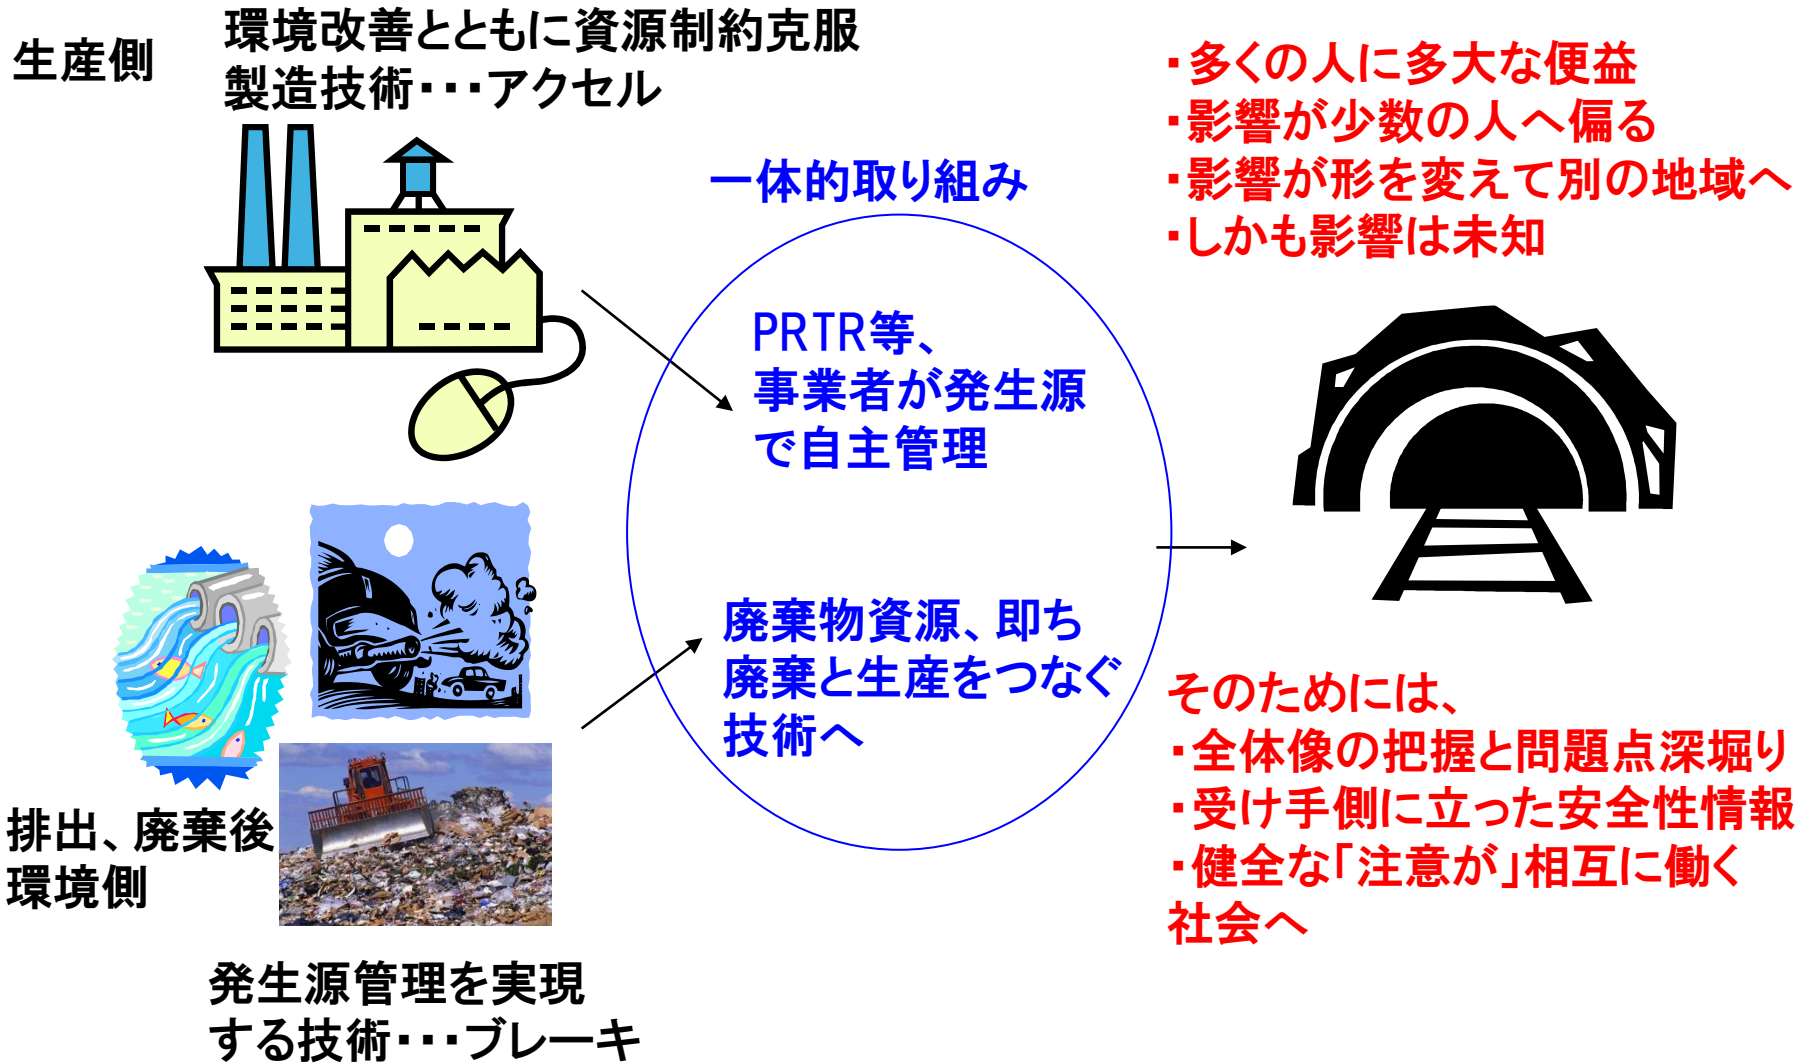 生産側
環境改善とともに資源制約克服
製造技術・・・アクセル
一体的取り組み
PRTR等、
事業者が発生源
で自主管理
廃棄物資源、即ち
廃棄と生産をつなぐ
技術へ
排出、廃棄後
環境側
発生源管理を実現
する技術・・・ブレーキ
・多くの人に多大な便益
・影響が少数の人へ偏る
・影響が形を変えて別の地域へ
・しかも影響は未知
そのためには、
・全体像の把握と問題点深堀り
・受け手側に立った安全性情報
・健全な「注意が」相互に働く
社会へ